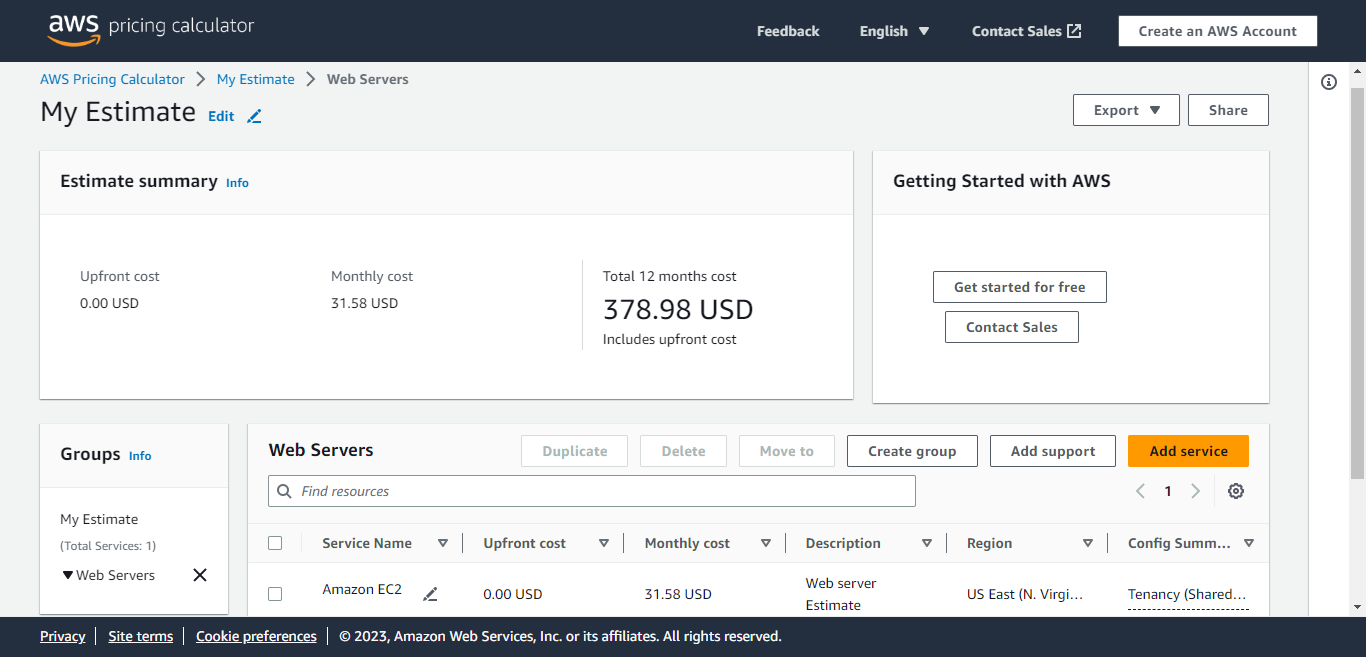 aws pricing calculator
Feedback
English
Contact Sales
Create an AWS Account
AWS Pricing Calculator
My Estimate
Web Servers
My Estimate
Edit
Export
Share
Estimate summary Info
Getting Started with AWS
Upfront cost
0.00 USD
Monthly cost
31.58 USD
Total 12 months cost
378.98 USD
Includes upfront cost
Get started for free
Contact Sales
Groups Info
My Estimate
(Total Services: 1)
Web Servers
Web Servers
Duplicate
Delete
Move to
Create group
Add support
Add service
Find resources
1
Service Name
Upfront cost
Monthly cost
Description
Region
Config Summ...
Amazon EC2
0.00 USD
31.58 USD
Web server
Estimate
US East (N. Virgi...
Tenancy (Shared...
Privacy
Site terms
Cookie preferences
© 2023, Amazon Web Services, Inc. or its affiliates. All rights reserved.